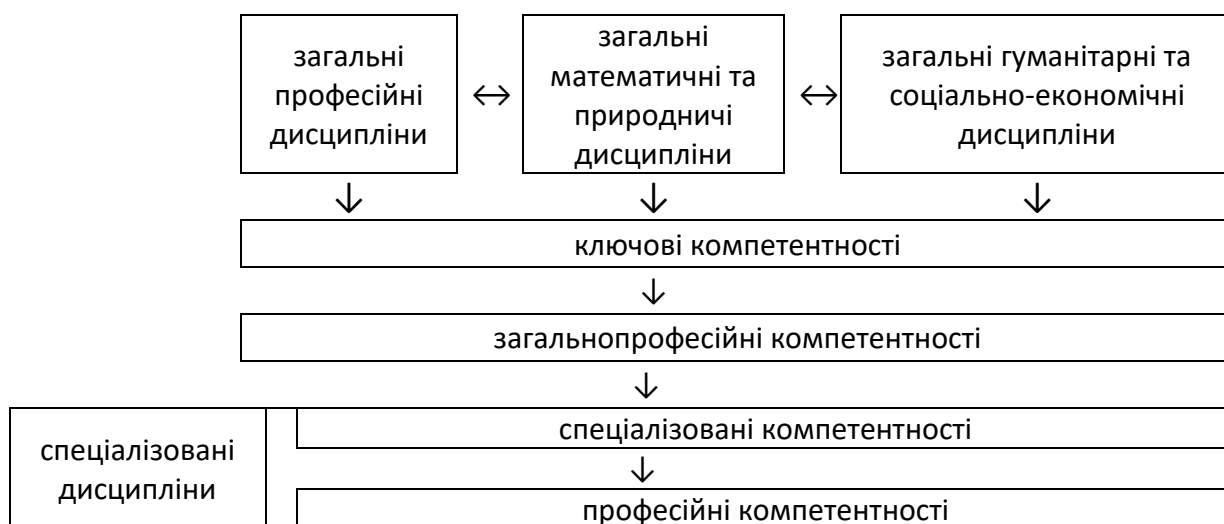 загальні
професійні
дисципліни
↔
загальні
математичні та
природничі
дисципліни
↔
загальні гуманітарні та
соціально-економічні
дисципліни
↓ ↓ ↓
ключові компетентності
↓
загальнопрофесійні компетентності
↓
спеціалізовані
дисципліни
спеціалізовані компетентності
↓
професійні компетентності